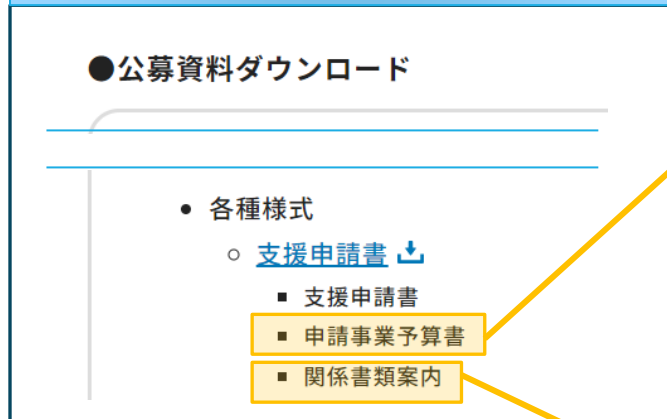 ●公募資料ダウンロード
各種様式
支援申請書
支援申請書
申請事業予算書
関係書類案内